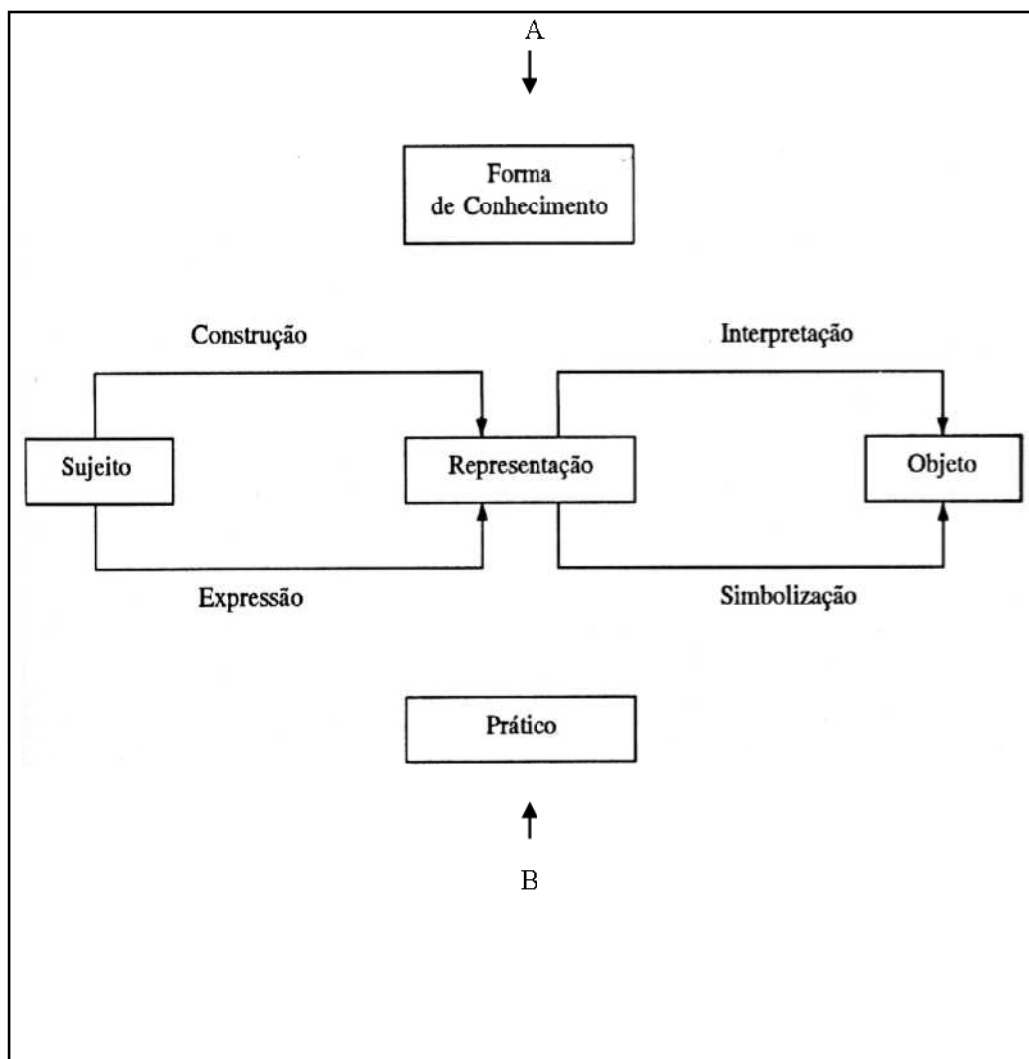 A
Forma
de Conhecimento
Construção
Interpretação
Sujeito
Representação
Objeto
Expressão
Simbolização
Prático
B